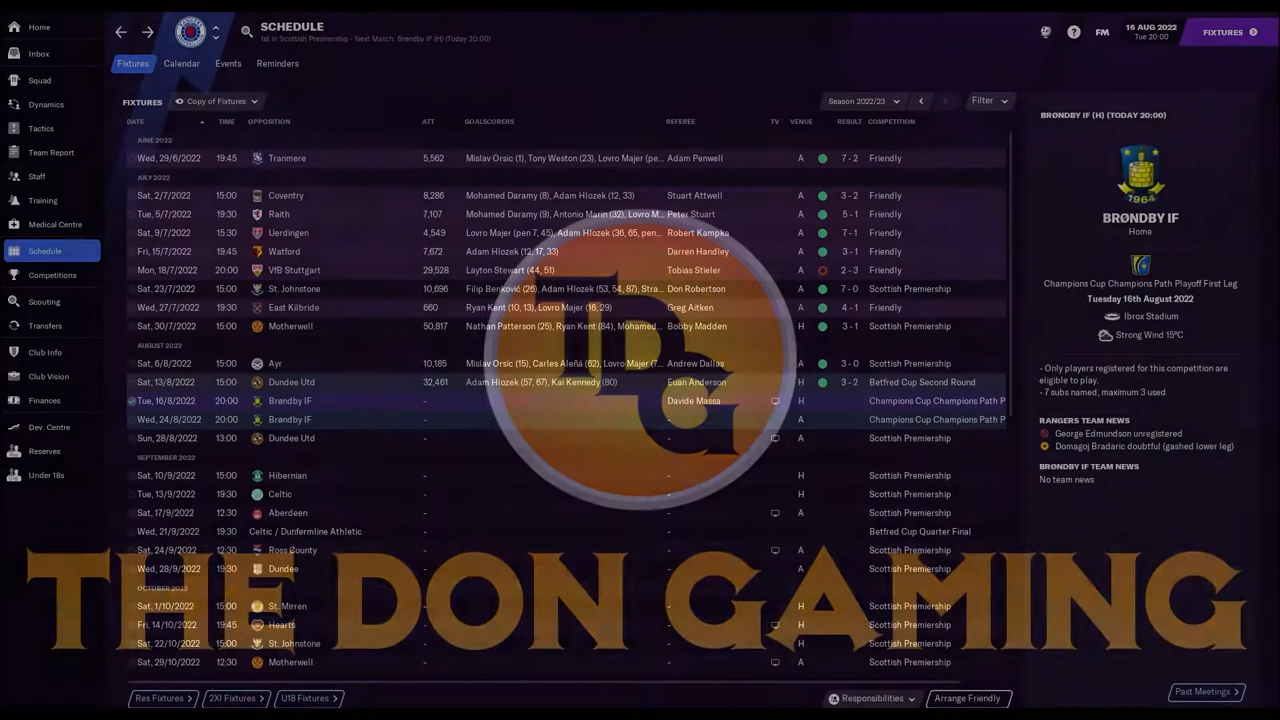 Home
Inbox
Squad
Dynamics
Tactics
Team Report
Staff
Training
Medical Centre
Schedule
Competitions
Scouting
Transfers
Club Info
Club Vision
Finances
Dev. Centre
Reserves
Under 18s
SCHEDULE
1st in Scottish Premiership - Next Match: Brøndby IF (H) (Today 20:00)
FM
16 AUG 2022
Tue 20:00
FIXTURES
Fixtures Calendar Events Reminders
FIXTURES Copy of Fixtures Season 2022/23 Filter
DATE TIME OPPOSITION ATT GOALSCORERS REFEREE TV VENUE RESULT COMPETITION
JUNE 2022
Wed, 29/6/2022 19:45 Tranmere 5,562 Mislav Orsic (1), Tony Weston (23), Lovro Majer (pe... Adam Penwell A 7 - 2 Friendly
JULY 2022
Sat, 2/7/2022 15:00 Coventry 8,286 Mohamed Daramy (8), Adam Hlozek (12, 33) Stuart Attwell A 3 - 2 Friendly
Tue, 5/7/2022 19:30 Raith 7,107 Mohamed Daramy (9), Antonio Marin (32), Lovro M... Peter Stuart A 5 - 1 Friendly
Sat, 9/7/2022 15:30 Uerdingen 4,549 Lovro Majer (pen 7, 45), Adam Hlozek (36, 65, pen... Robert Kampka A 7 - 1 Friendly
Fri, 15/7/2022 19:45 Watford 7,672 Adam Hlozek (12, 17, 33) Darren Handley A 3 - 1 Friendly
Mon, 18/7/2022 20:00 VfB Stuttgart 29,528 Layton Stewart (44, 51) Tobias Stieler A 2 - 3 Friendly
Sat, 23/7/2022 15:00 St. Johnstone 10,696 Filip Benković (26), Adam Hlozek (53, 54, 87), Stra... Don Robertson A 7 - 0 Scottish Premiership
Wed, 27/7/2022 19:30 East Kilbride 660 Ryan Kent (10, 13), Lovro Majer (16, 29) Greg Aitken A 4 - 1 Friendly
Sat, 30/7/2022 15:00 Motherwell 50,817 Nathan Patterson (25), Ryan Kent (84), Mohamed... Bobby Madden H 3 - 1 Scottish Premiership
AUGUST 2022
Sat, 6/8/2022 15:00 Ayr 10,185 Mislav Orsic (15), Carles Aleñá (62), Lovro Majer (7... Andrew Dallas A 3 - 0 Scottish Premiership
Sat, 13/8/2022 15:00 Dundee Utd 32,461 Adam Hlozek (57, 67), Kai Kennedy (80) Euan Anderson H 3 - 2 Betfred Cup Second Round
Tue, 16/8/2022 20:00 Brøndby IF - Davide Massa H Champions Cup Champions Path P
Wed, 24/8/2022 20:00 Brøndby IF - - A Champions Cup Champions Path P
Sun, 28/8/2022 13:00 Dundee Utd - - A Scottish Premiership
SEPTEMBER 2022
Sat, 10/9/2022 15:00 Hibernian - - H Scottish Premiership
Tue, 13/9/2022 19:30 Celtic - - H Scottish Premiership
Sat, 17/9/2022 12:30 Aberdeen - - A Scottish Premiership
Wed, 21/9/2022 19:30 Celtic / Dunfermline Athletic - - A Betfred Cup Quarter Final
Sat, 24/9/2022 12:30 Ross County - - A Scottish Premiership
Wed, 28/9/2022 19:30 Dundee - - A Scottish Premiership
OCTOBER 2022
Sat, 1/10/2022 15:00 St. Mirren - - H Scottish Premiership
Fri, 14/10/2022 19:45 Hearts - - H Scottish Premiership
Sat, 22/10/2022 15:00 St. Johnstone - - H Scottish Premiership
Sat, 29/10/2022 12:30 Motherwell - - A Scottish Premiership
Res Fixtures 2XI Fixtures U18 Fixtures Responsibilities Arrange Friendly
BRØNDBY IF (H) (TODAY 20:00)
1964
BRØNDBY IF
Home
Champions Cup Champions Path Playoff First Leg
Tuesday 16th August 2022
Ibrox Stadium
Strong Wind 15ºC
- Only players registered for this competition are
eligible to play.
- 7 subs named, maximum 3 used
RANGERS TEAM NEWS
George Edmundson unregistered
Domagoj Bradaric doubtful (gashed lower leg)
BRØNDBY IF TEAM NEWS
No team news
Past Meetings
TDG
THE DON GAMING